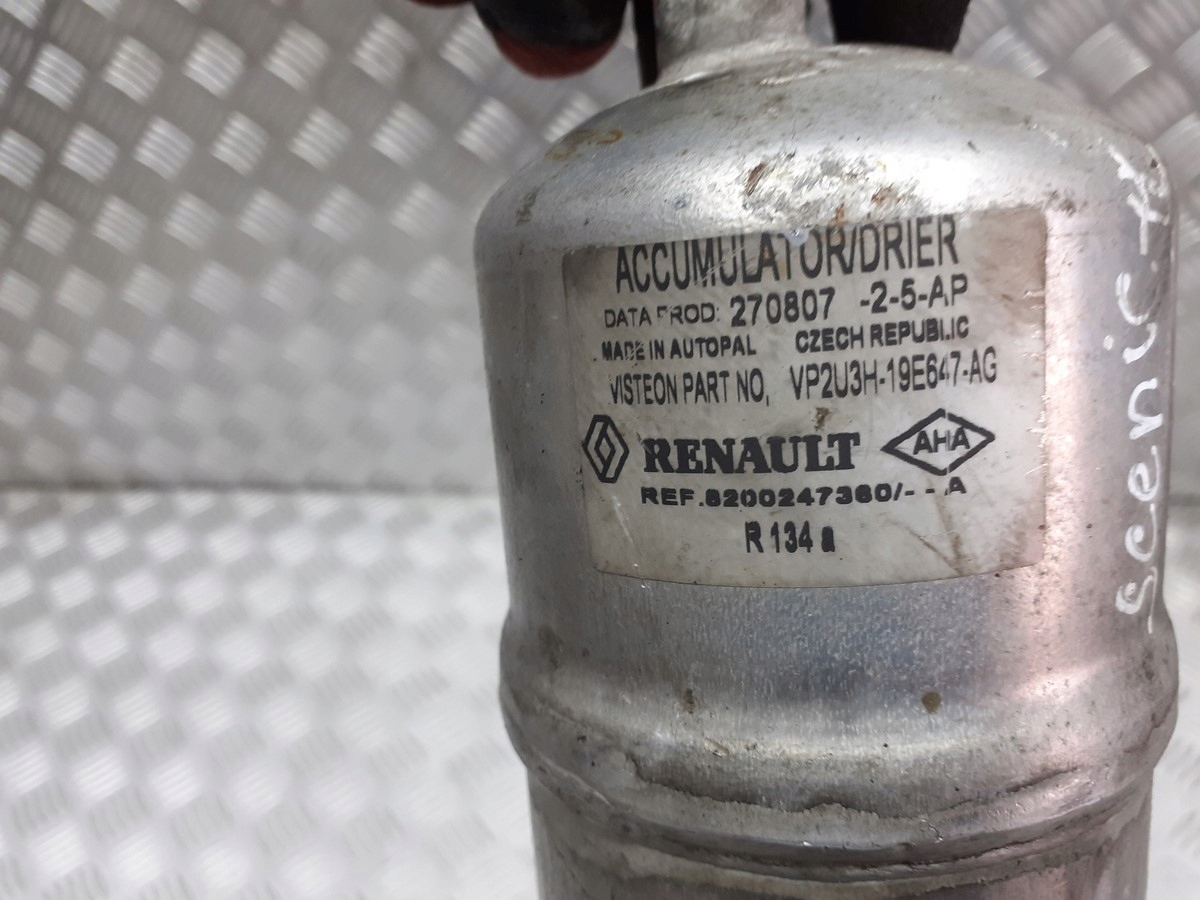 ACCUMULATOR/DRIER
DATA PROD: 270807 -2-5-AP
MADE IN AUTOPAL CZECH REPUBLIC
VISTEON PART NO, VP2U3H-19E647-AG
RENAULT AHA
REF.8200247360/- - A
R 134 a
Scenic II